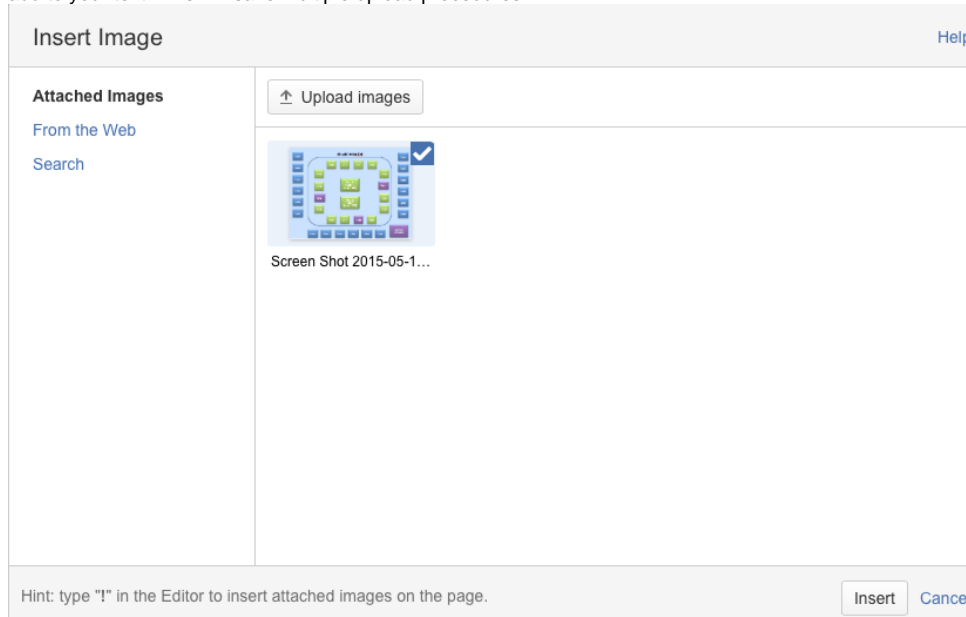 Insert Image
Help
Attached Images
Upload images
From the Web
Search
Screen Shot 2015-05-1...
Hint: type "!" in the Editor to insert attached images on the page.
Insert
Cance